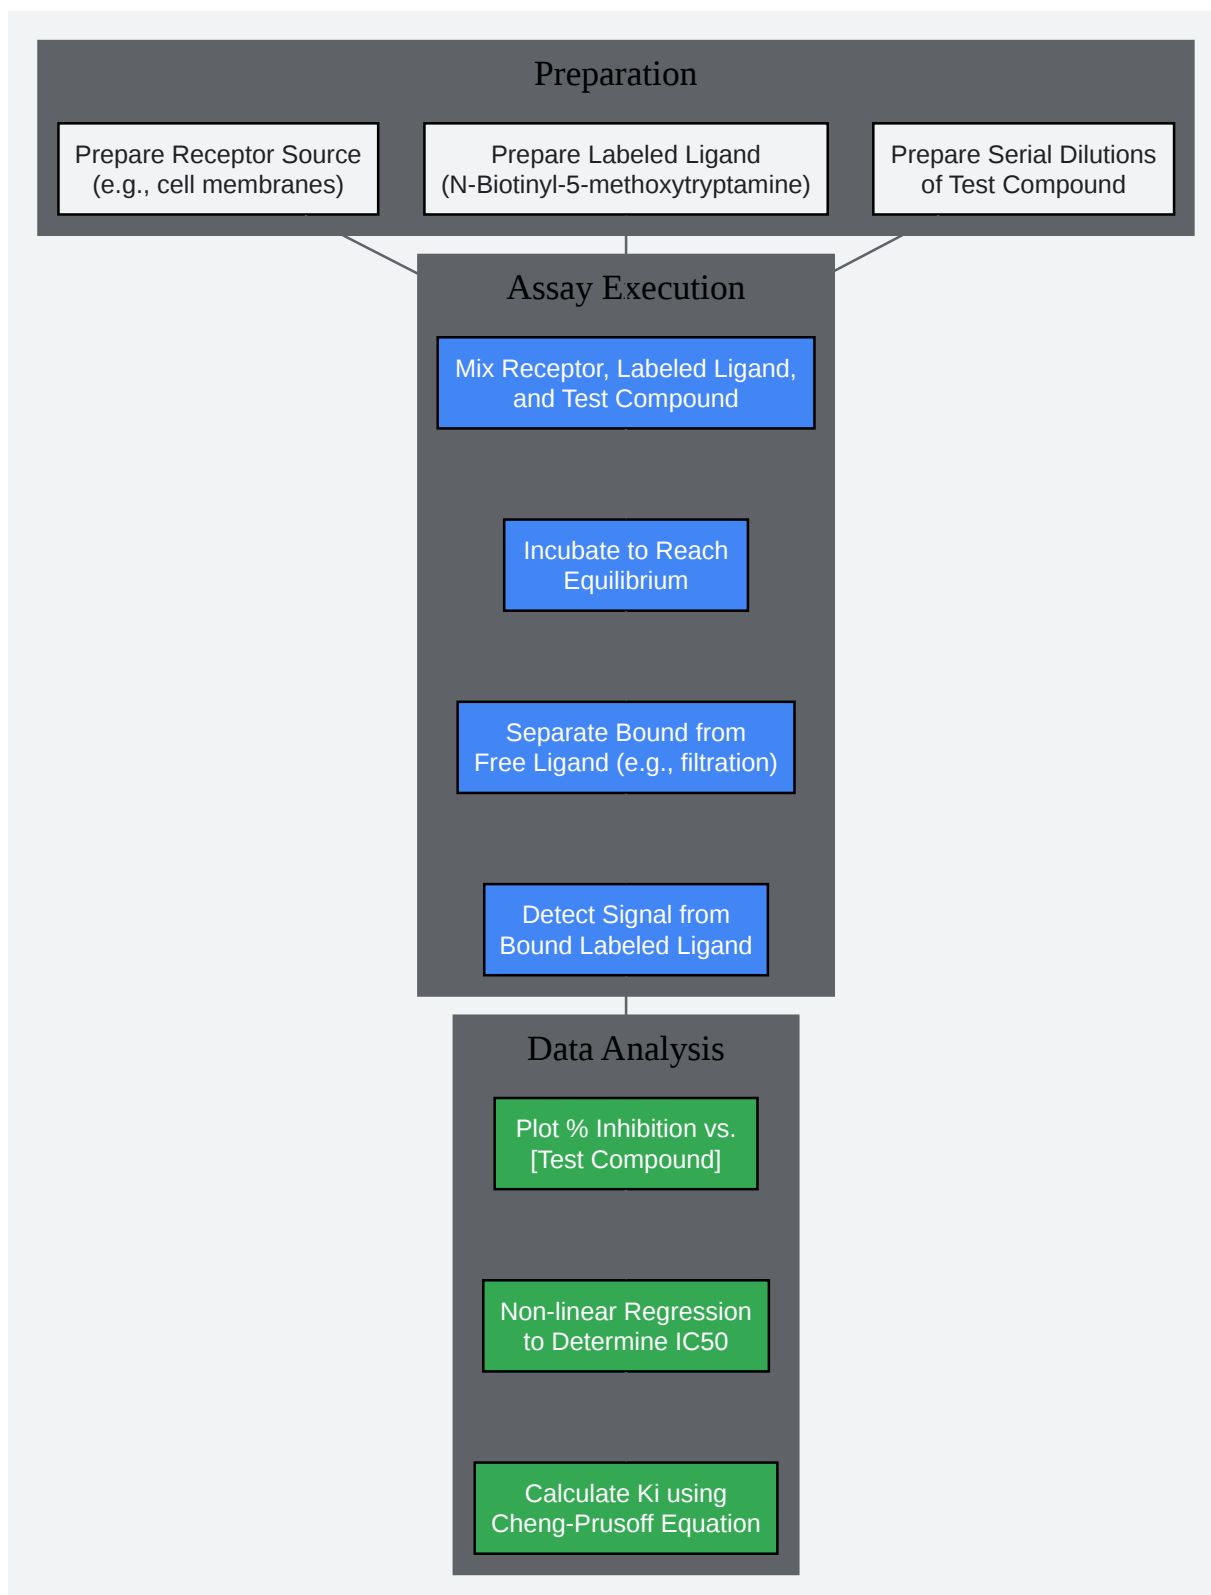 Preparation
Prepare Receptor Source
(e.g., cell membranes)
Prepare Labeled Ligand
(N-Biotinyl-5-methoxytryptamine)
Prepare Serial Dilutions
of Test Compound
Assay Execution
Mix Receptor, Labeled Ligand,
and Test Compound
Incubate to Reach
Equilibrium
Separate Bound from
Free Ligand (e.g., filtration)
Detect Signal from
Bound Labeled Ligand
Data Analysis
Plot % Inhibition vs.
[Test Compound]
Non-linear Regression
to Determine IC50
Calculate Ki using
Cheng-Prusoff Equation